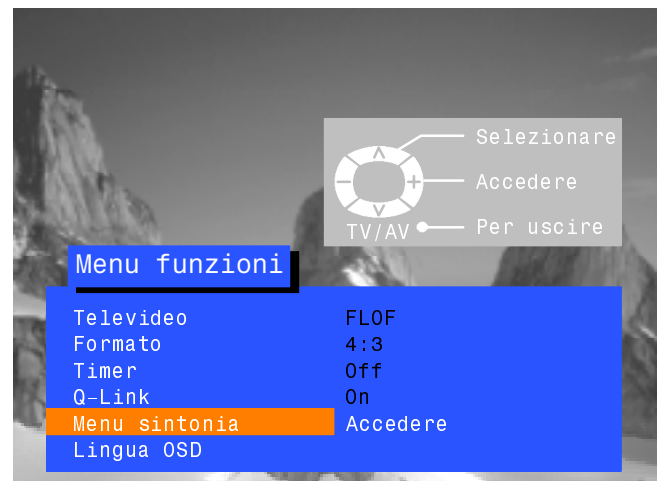 Selezionare
Accedere
TV/AV Per uscire
Menu funzioni
Televideo FLOF
Formato 4:3
Timer Off
Q-Link On
Menu sintonia Accedere
Lingua OSD